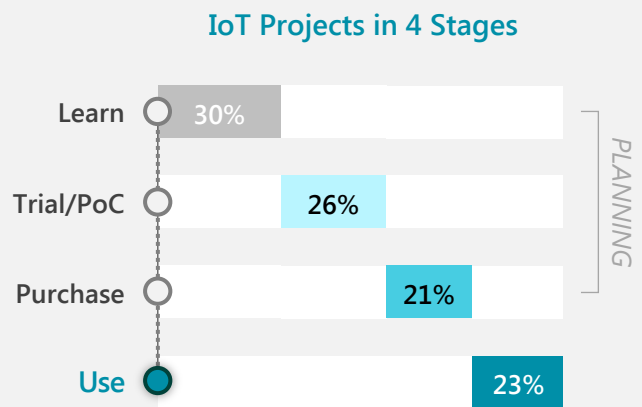 IoT Projects in 4 Stages
Learn
30%
Trial/PoC
26%
Purchase
21%
Use
23%
PLANNING